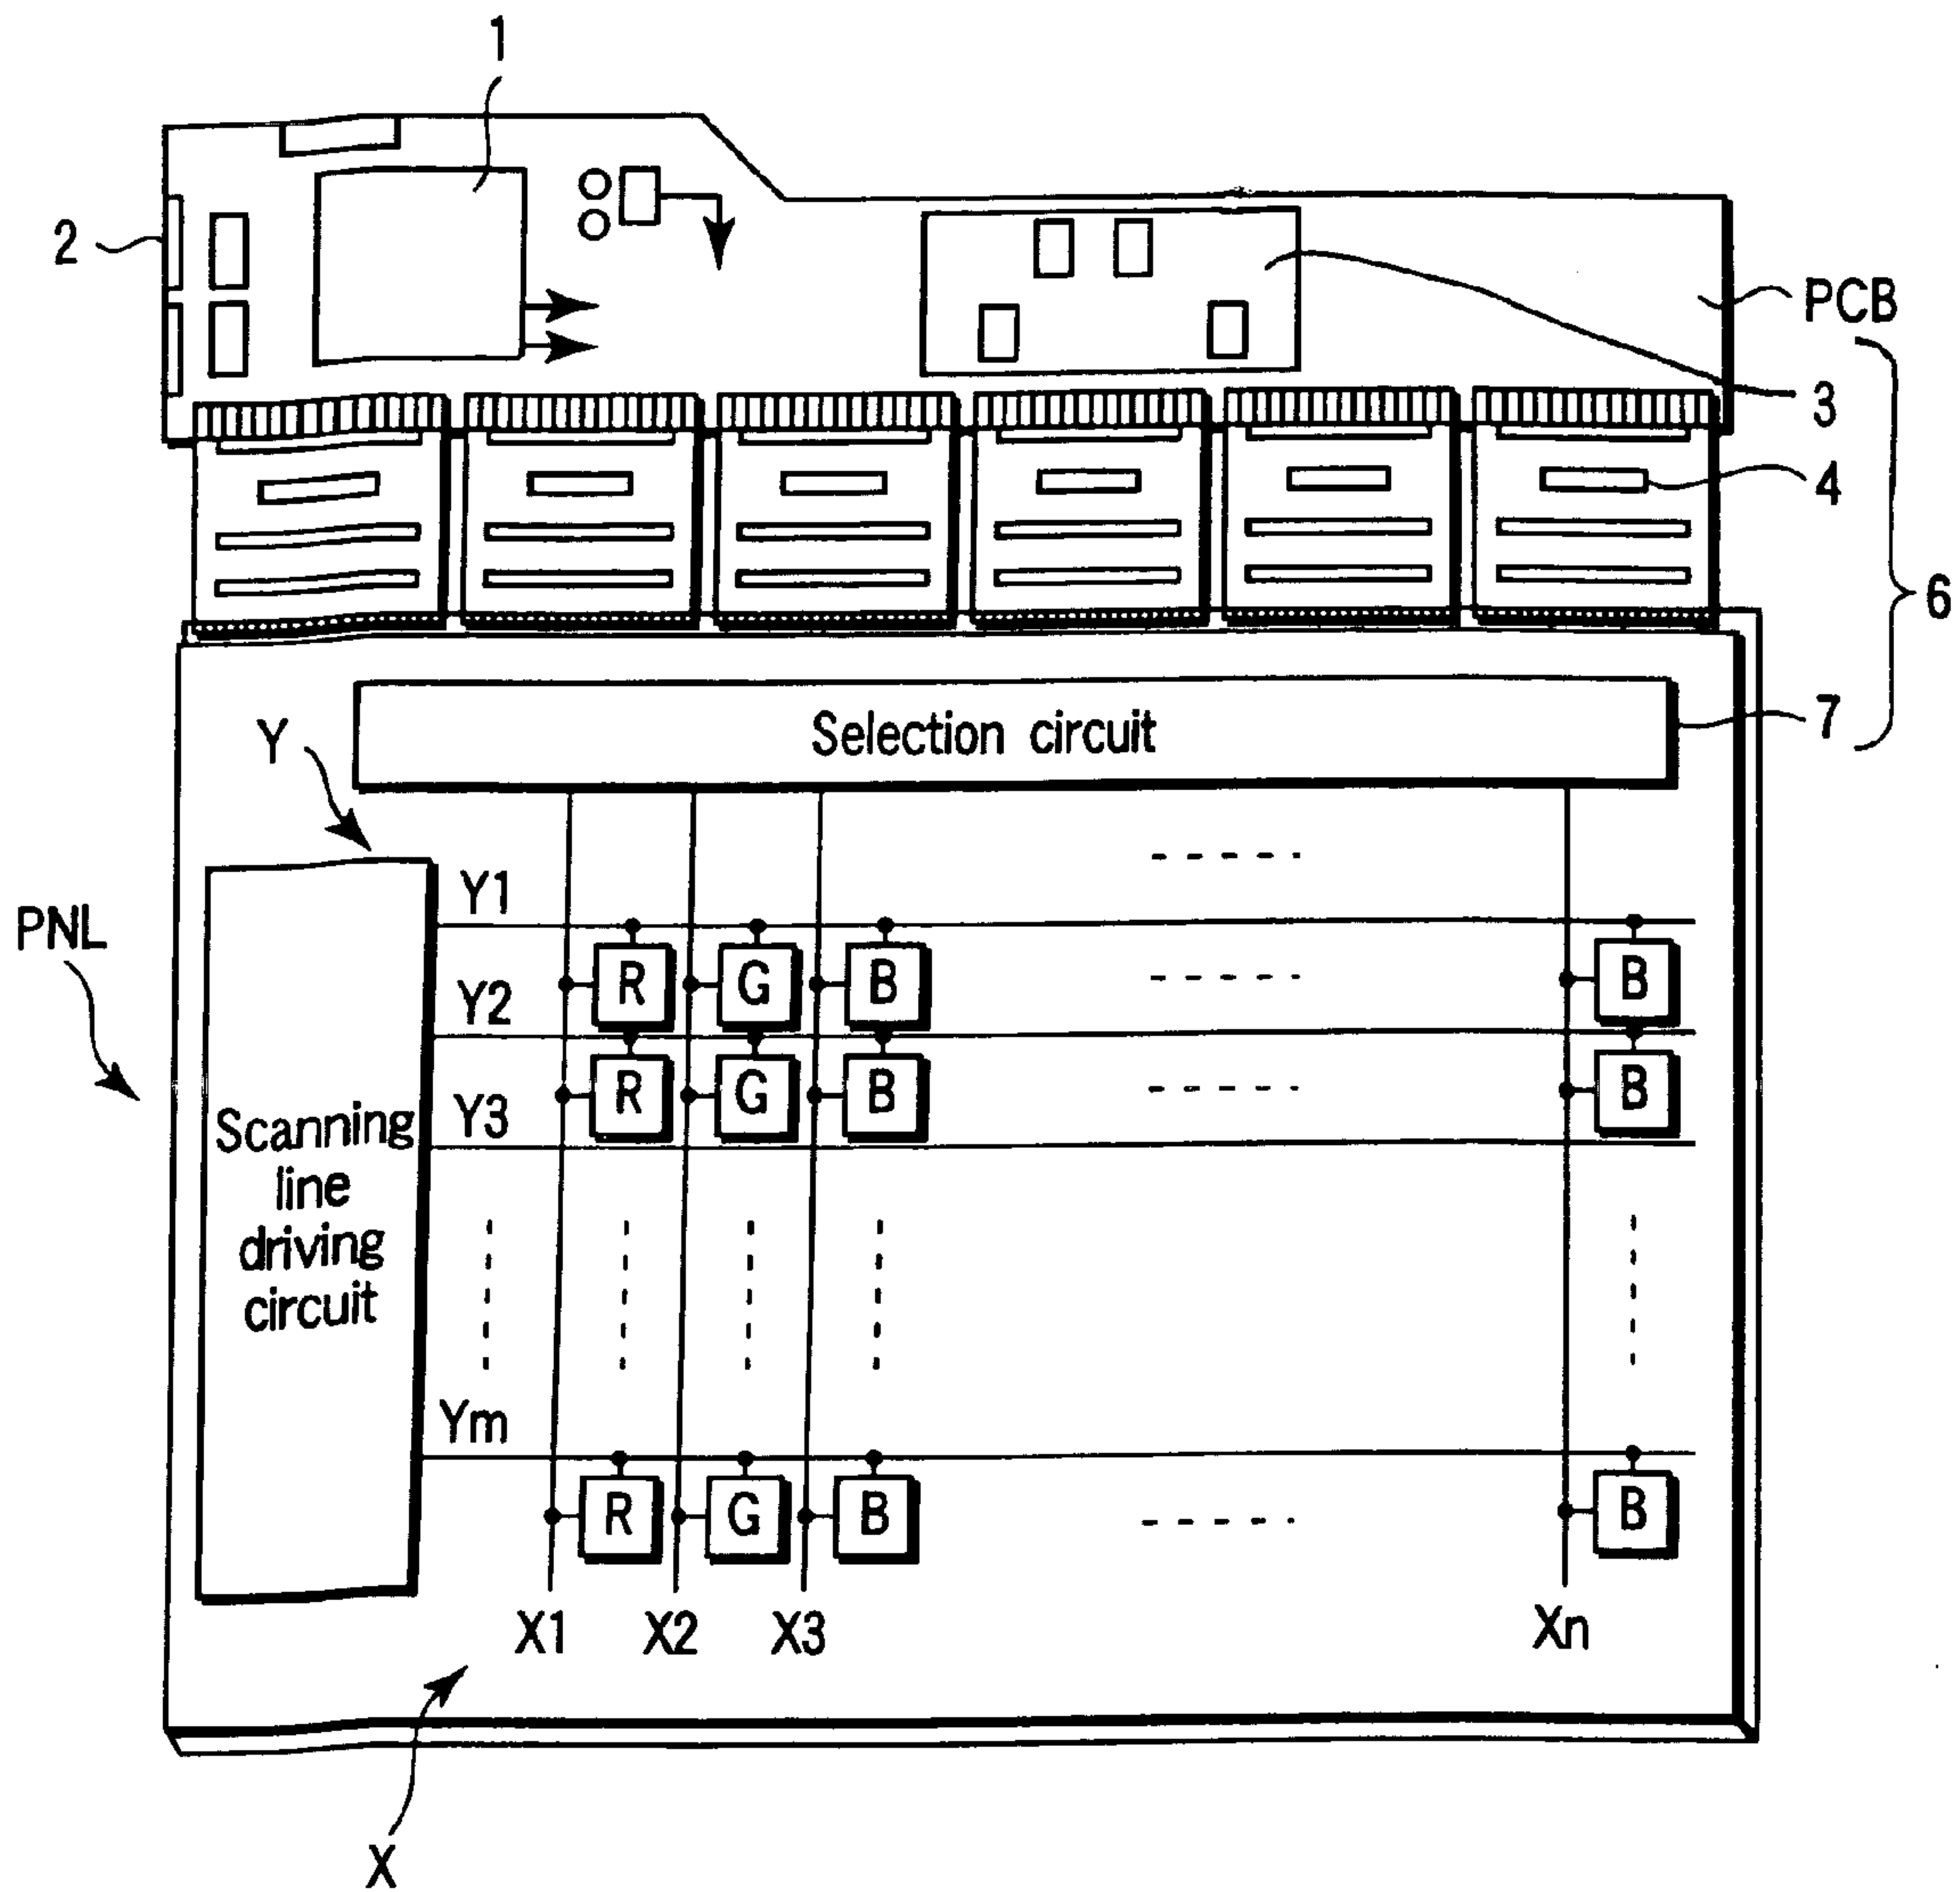 1
2
PCB
3
4
6
Selection circuit
7
Y
Y1
PNL
R G B B
Y2
R G B B
Y3
Scanning
line
driving
circuit
Ym
R G B B
X1 X2 X3 Xn
X